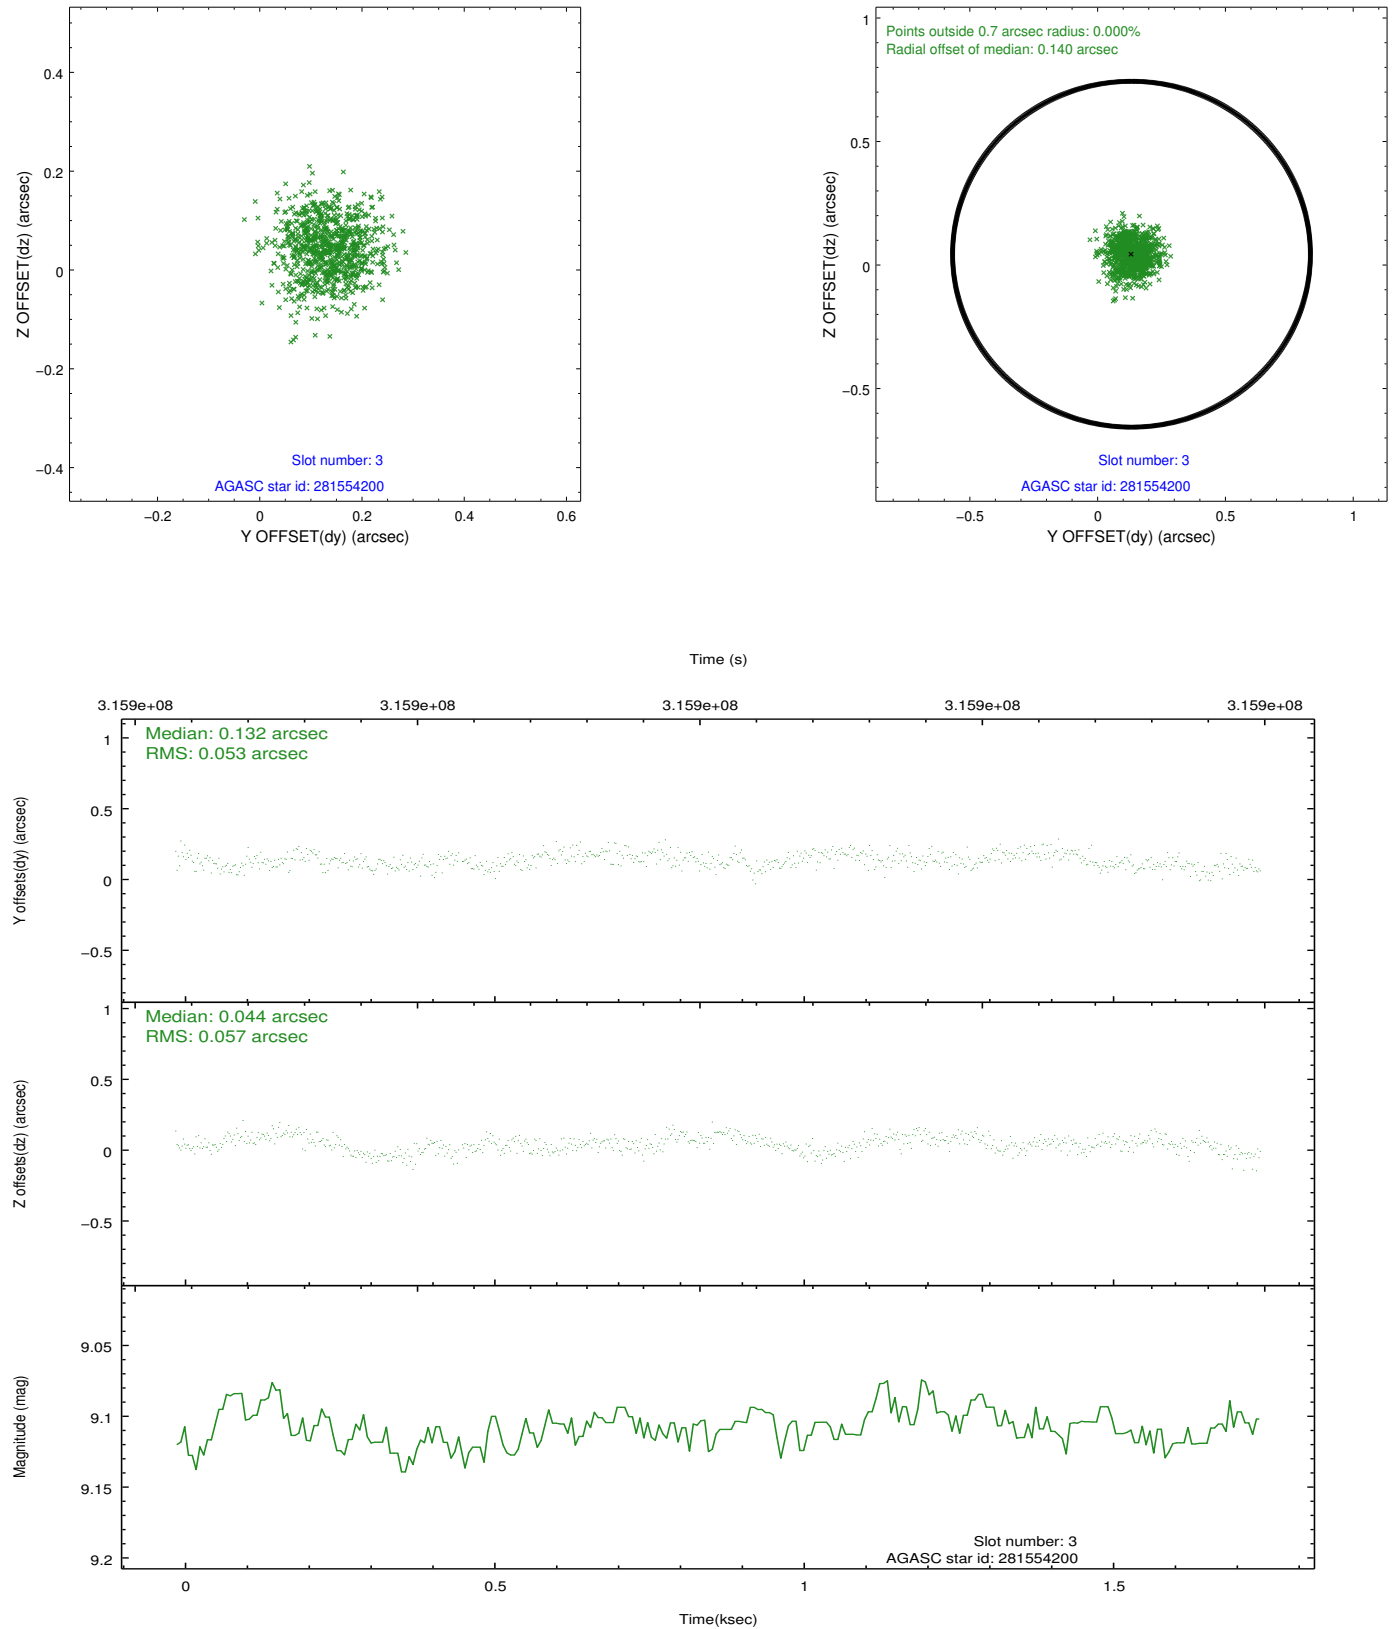 0.4
0.2
0
−0.2
−0.4
Z OFFSET(dz) (arcsec)
Slot number: 3
AGASC star id: 281554200
−0.2 0 0.2 0.4 0.6
Y OFFSET(dy) (arcsec)
Points outside 0.7 arcsec radius: 0.000%
Radial offset of median: 0.140 arcsec
1
0.5
0
−0.5
Z OFFSET(dz) (arcsec)
Slot number: 3
AGASC star id: 281554200
−0.5 0 0.5 1
Y OFFSET(dy) (arcsec)
Time (s)
3.159e+08 3.159e+08 3.159e+08 3.159e+08 3.159e+08
Median: 0.132 arcsec
RMS: 0.053 arcsec
1
0.5
0
−0.5
Y offsets(dy) (arcsec)
Median: 0.044 arcsec
RMS: 0.057 arcsec
1
0.5
0
−0.5
Z offsets(dz) (arcsec)
9.05
9.1
9.15
9.2
Magnitude (mag)
Slot number: 3
AGASC star id: 281554200
0 0.5 1 1.5
Time(ksec)